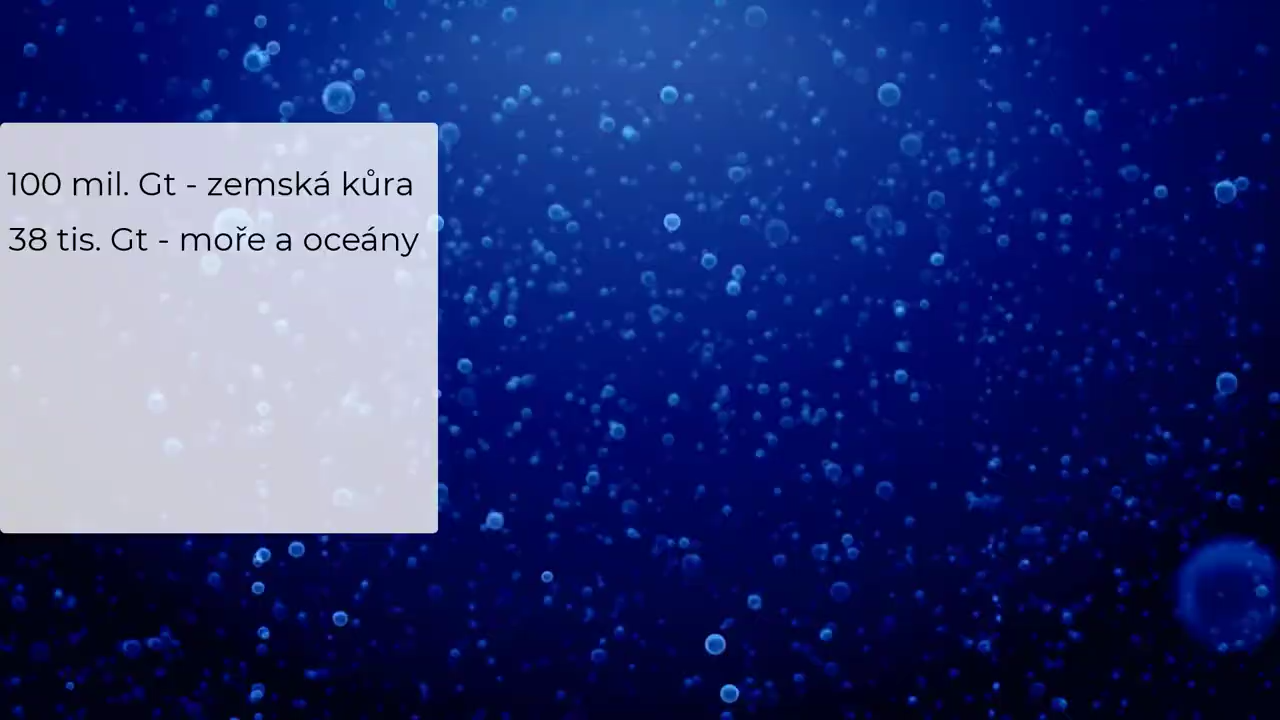 100 mil. Gt - zemská kůra
38 tis. Gt - moře a oceány